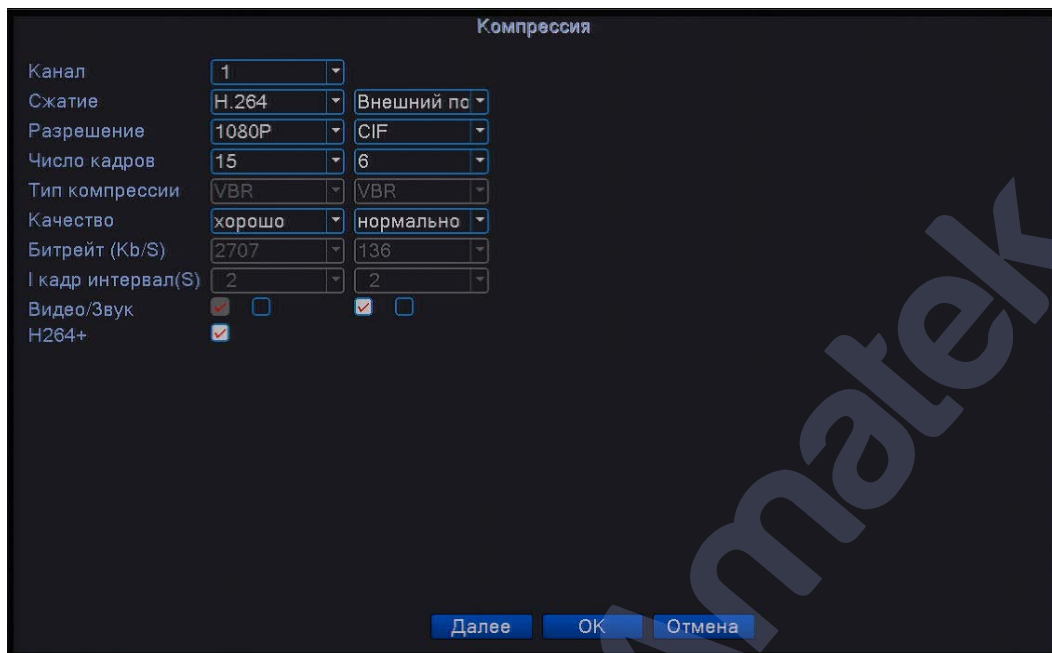 Компрессия
Канал 1
Сжатие H.264 Внешний по
Разрешение 1080P CIF
Число кадров 15 6
Тип компрессии VBR VBR
Качество хорошо нормально
Битрейт (Kb/S) 2707 136
I кадр интервал(S) 2 2
Видео/Звук
H264+
Далее OK Отмена
Amatek